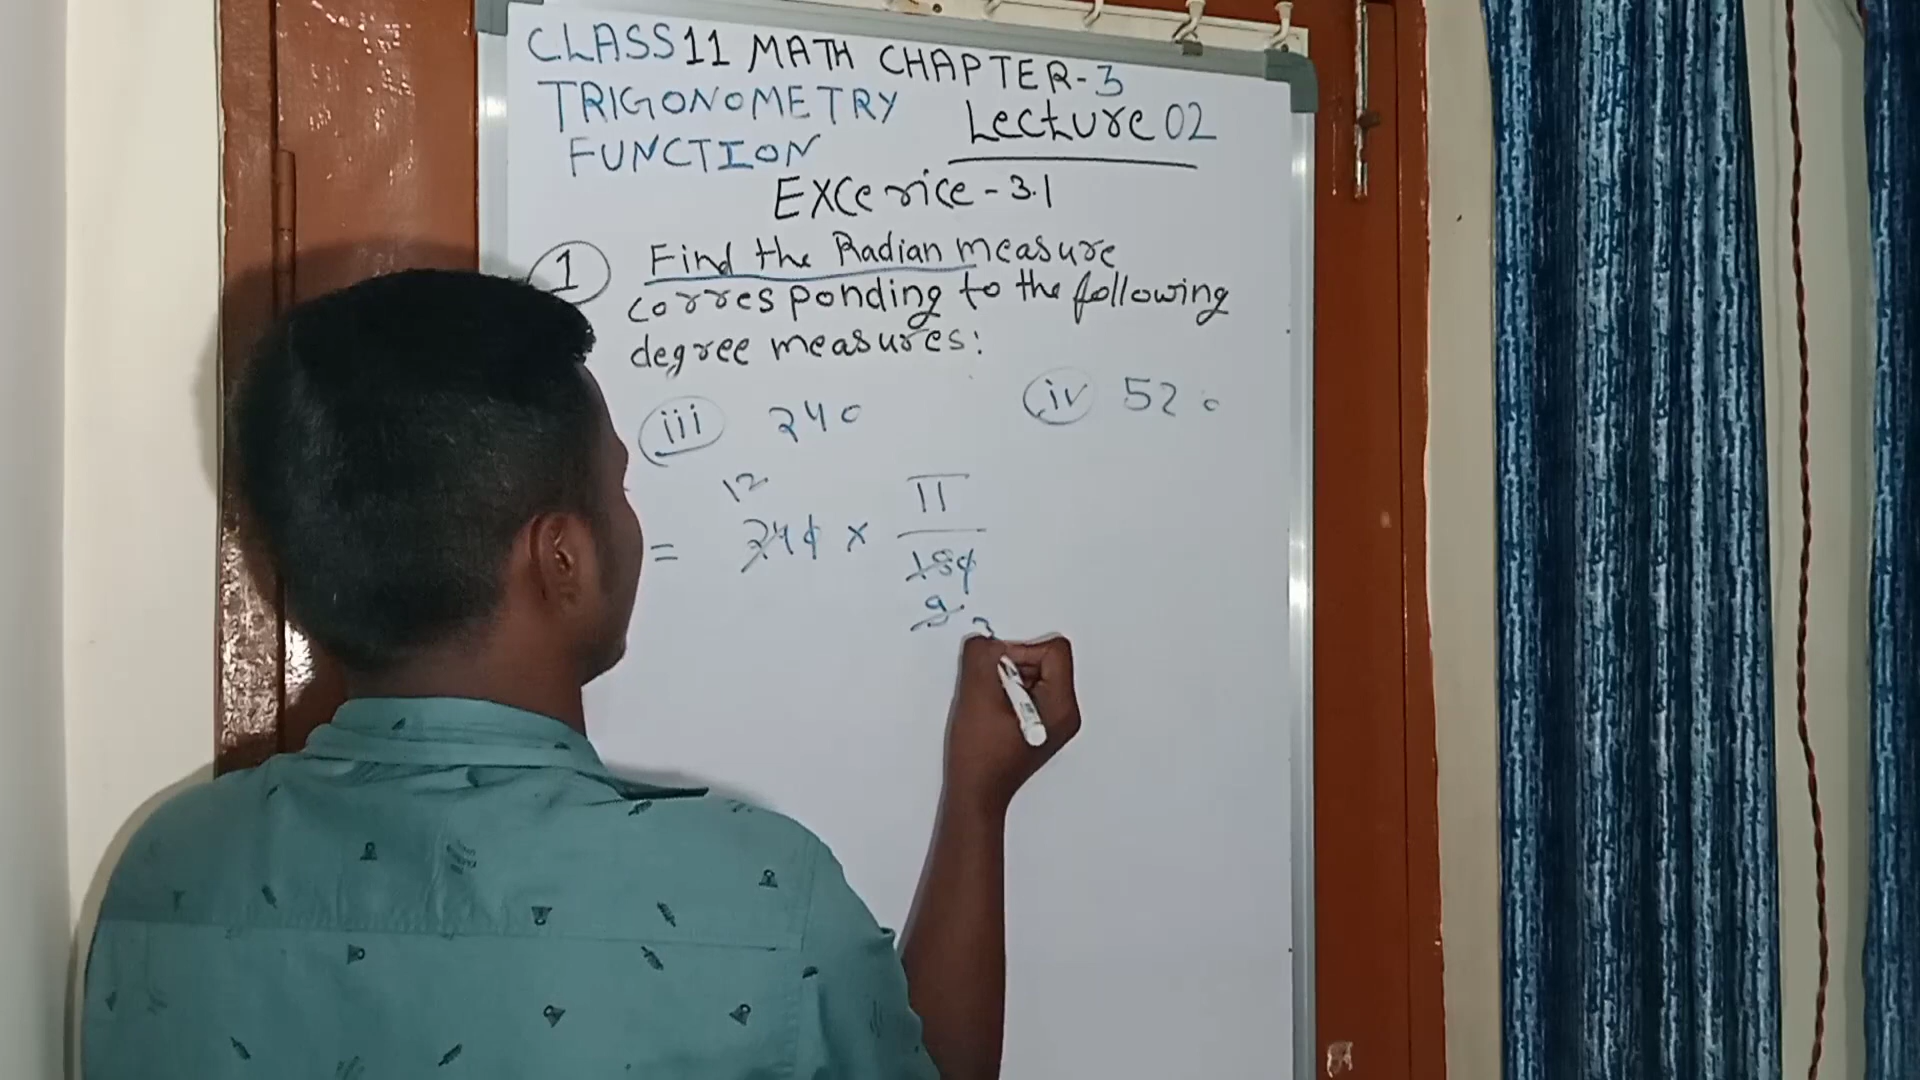 CLASS 11 MATH CHAPTER-3
TRIGONOMETRY Lecture 02
FUNCTION
EXCerice - 3.1
1 Find the Radian measure
corresponding to the following
degree measures:
iii 240 iv 520
12
= 240 × π
180
9 3